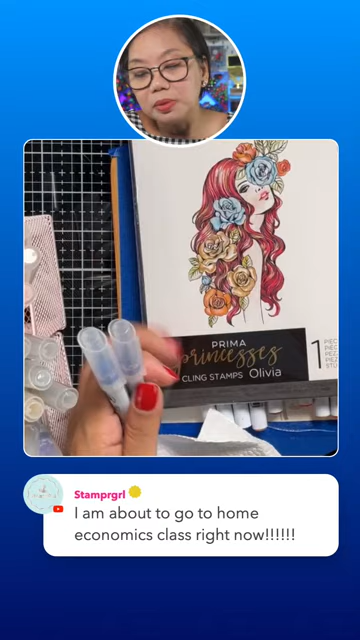 PRIMA
princesses
CLING STAMPS Olivia
1
Stamprgrl
I am about to go to home
economics class right now!!!!!!